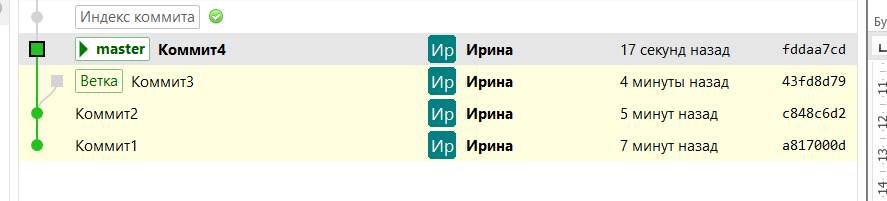 Индекс коммита
Бу
master Коммит4 Ир Ирина 17 секунд назад fddaa7cd
Ветка Коммит3 Ир Ирина 4 минуты назад 43fd8d79
11
Коммит2 Ир Ирина 5 минут назад c848c6d2
12
Коммит1 Ир Ирина 7 минут назад a817000d
13
14